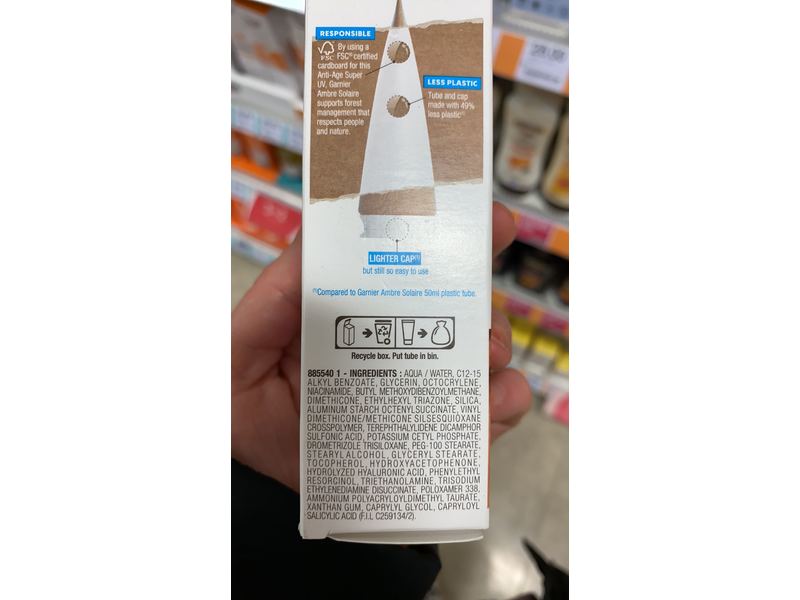 RESPONSIBLE
FSC
By using a
FSC® certified
cardboard for this
Anti-Age Super
UV, Garnier
Ambre Solaire
supports forest
management that
respects people
and nature.
LESS PLASTIC
Tube and cap
made with 49%
less plastic(1)
LIGHTER CAP(1)
but still so easy to use
(1)Compared to Garnier Ambre Solaire 50ml plastic tube.
Recycle box. Put tube in bin.
885540 1 - INGREDIENTS : AQUA / WATER, C12-15
ALKYL BENZOATE, GLYCERIN, OCTOCRYLENE,
NIACINAMIDE, BUTYL METHOXYDIBENZOYLMETHANE,
DIMETHICONE, ETHYLHEXYL TRIAZONE, SILICA,
ALUMINUM STARCH OCTENYLSUCCINATE, VINYL
DIMETHICONE/METHICONE SILSESQUIOXANE
CROSSPOLYMER, TEREPHTHALYLIDENE DICAMPHOR
SULFONIC ACID, POTASSIUM CETYL PHOSPHATE,
DROMETRIZOLE TRISILOXANE, PEG-100 STEARATE,
STEARYL ALCOHOL, GLYCERYL STEARATE,
TOCOPHEROL, HYDROXYACETOPHENONE,
HYDROLYZED HYALURONIC ACID, PHENYLETHYL
RESORCINOL, TRIETHANOLAMINE, TRISODIUM
ETHYLENEDIAMINE DISUCCINATE, POLOXAMER 338,
AMMONIUM POLYACRYLOYLDIMETHYL TAURATE,
XANTHAN GUM, CAPRYLYL GLYCOL, CAPRYLOYL
SALICYLIC ACID (F.I.L C259134/2).